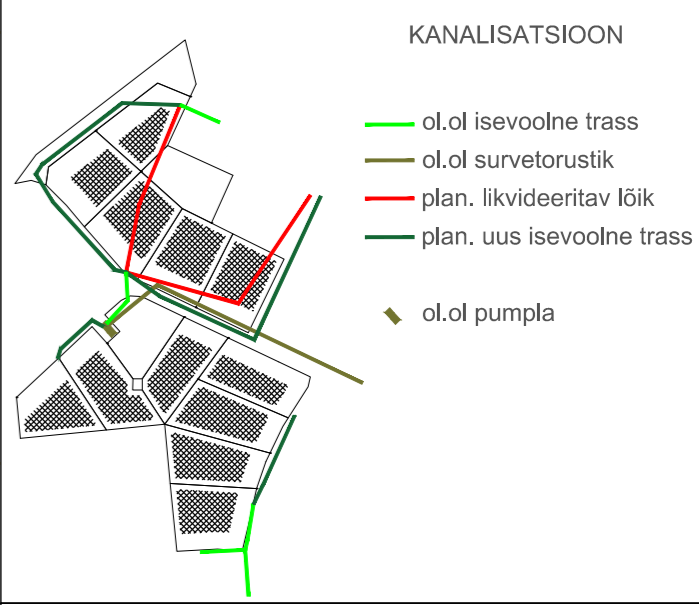 KANALISATSIOON
ol.ol isevoolne trass
ol.ol survetorustik
plan. likvideeritav lõik
plan. uus isevoolne trass
ol.ol pumpla